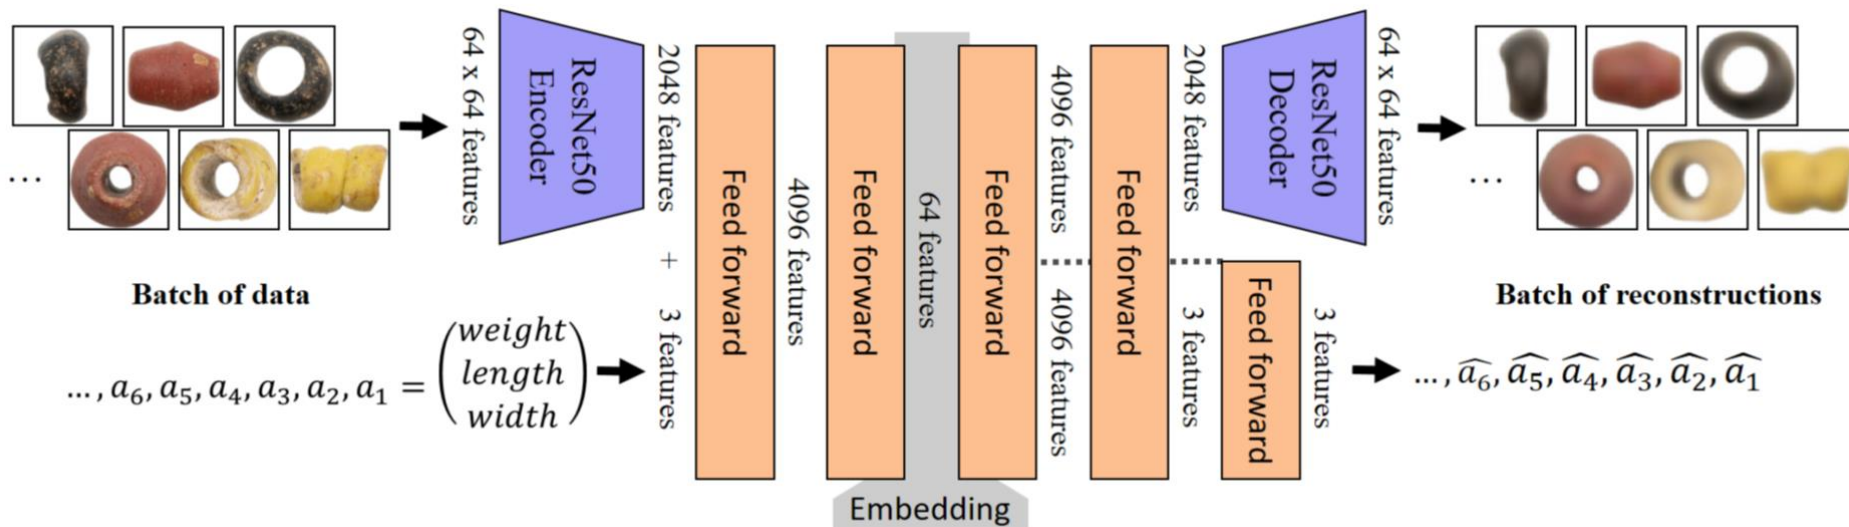 ...
Batch of data
..., a₆, a₅, a₄, a₃, a₂, a₁ = (weight
length
width)
64 x 64 features
ResNet50
Encoder
2048 features
+
3 features
Feed forward
4096 features
Feed forward
64 features
Embedding
Feed forward
4096 features
4096 features
Feed forward
2048 features
3 features
ResNet50
Decoder
Feed forward
64 x 64 features
3 features
...
Batch of reconstructions
..., â₆, â₅, â₄, â₃, â₂, â₁